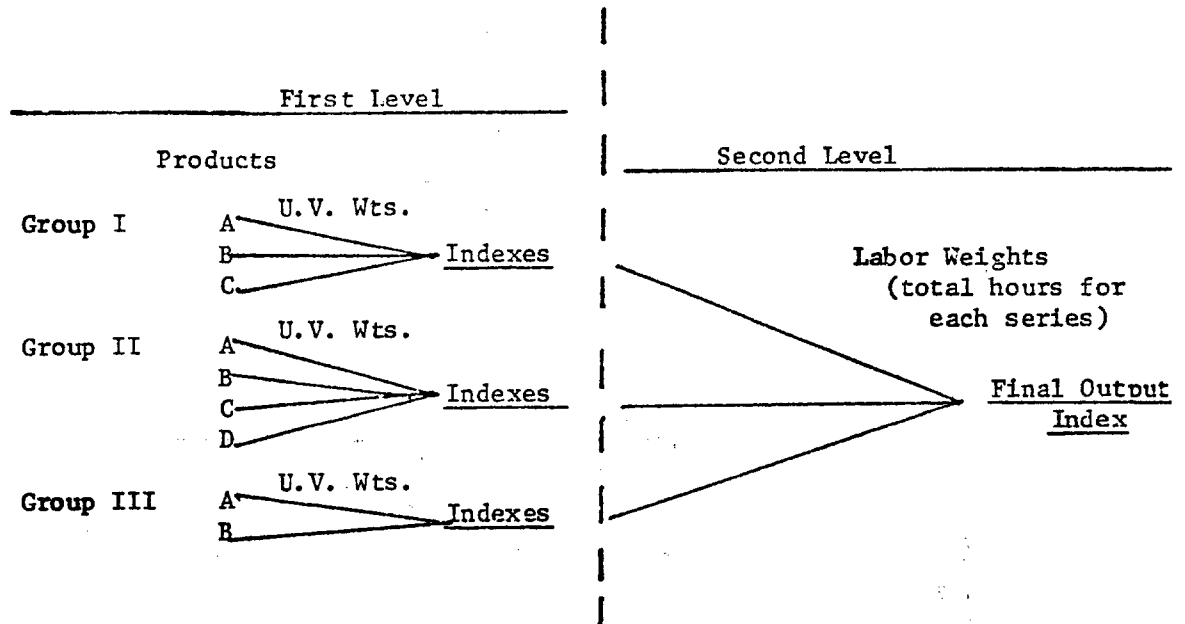 First Level
Products
Group I
U.V. Wts.
A
B
C
Indexes
Group II
U.V. Wts.
A
B
C
D
Indexes
Group III
U.V. Wts.
A
B
Indexes
Second Level
Labor Weights
(total hours for
each series)
Final Output
Index